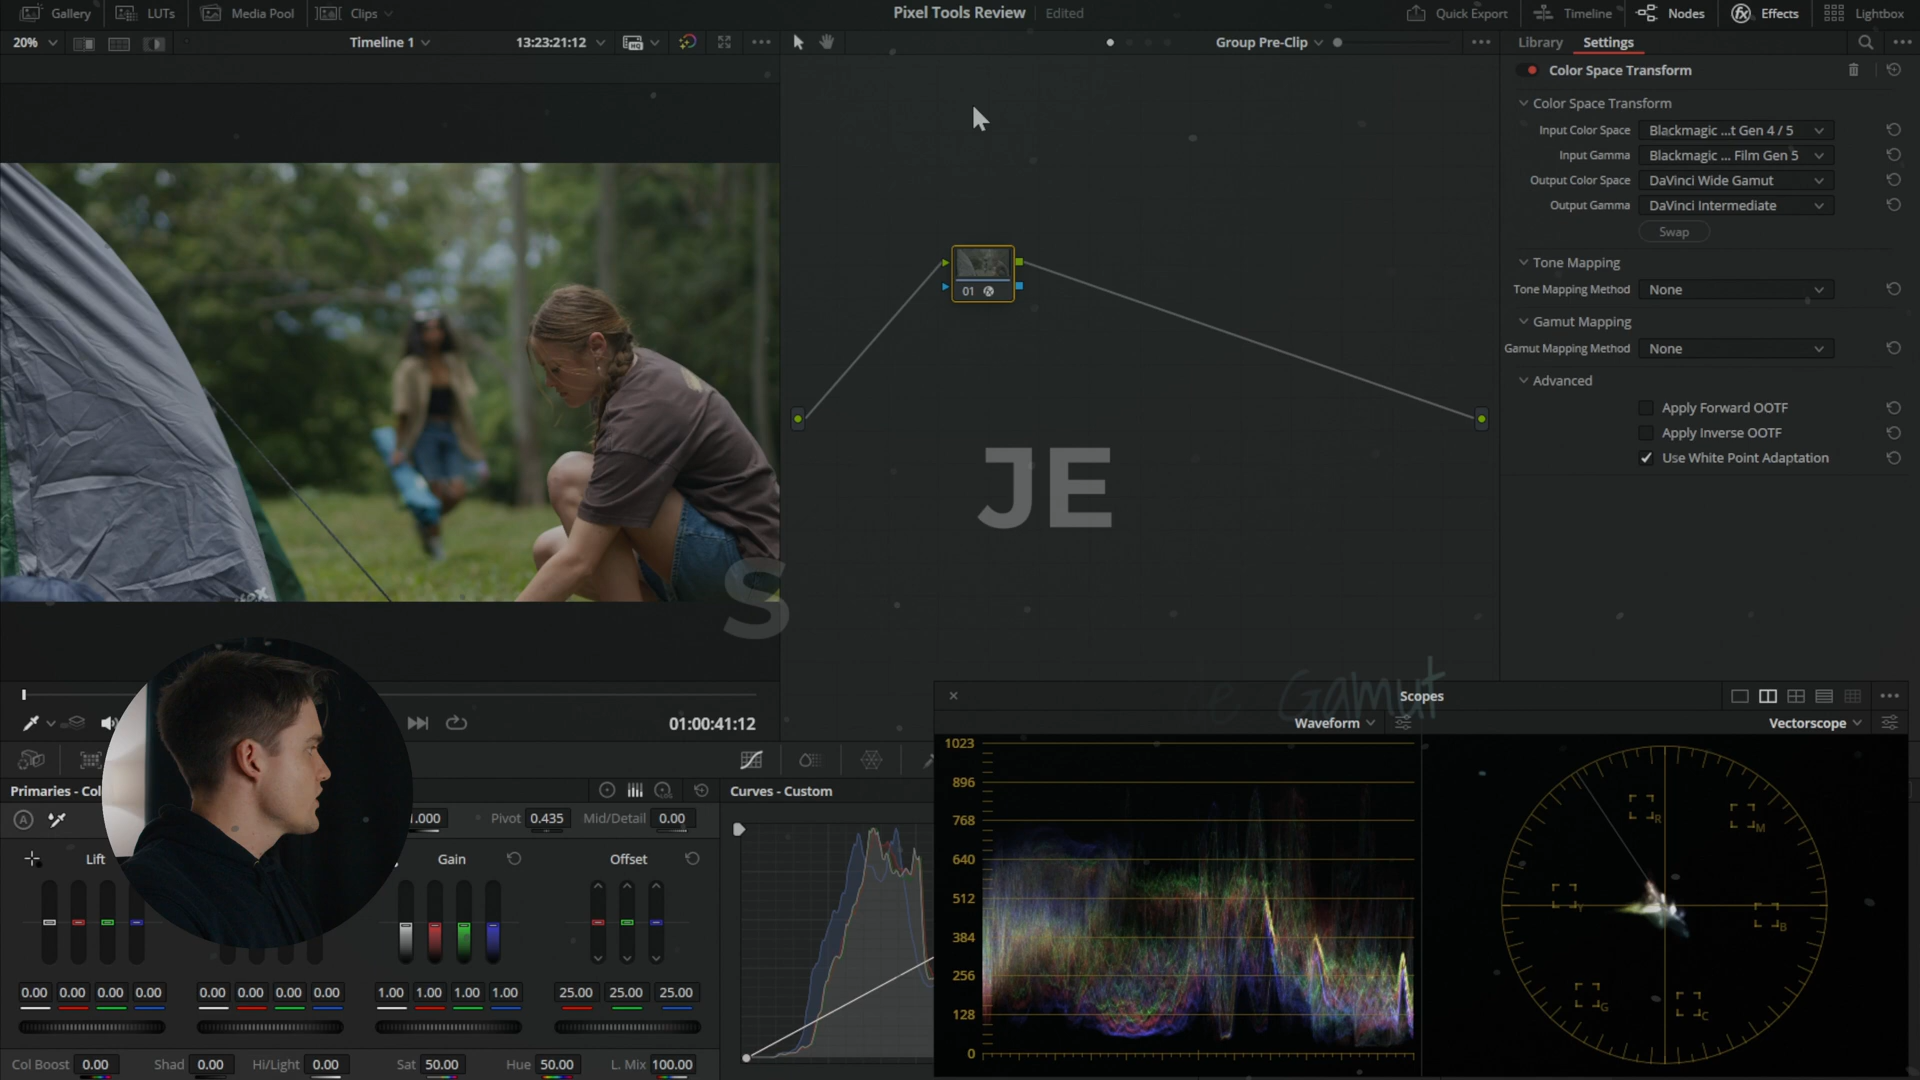 Gallery LUTs Media Pool Clips Pixel Tools Review Edited Quick Export Timeline Nodes Effects Lightbox
20% Timeline 1 13:23:21:12 Group Pre-Clip Library Settings
Color Space Transform
Color Space Transform
Input Color Space Blackmagic ...t Gen 4 / 5
Input Gamma Blackmagic ... Film Gen 5
Output Color Space DaVinci Wide Gamut
Output Gamma DaVinci Intermediate
Swap
Tone Mapping
Tone Mapping Method None
Gamut Mapping
Gamut Mapping Method None
Advanced
Apply Forward OOTF
Apply Inverse OOTF
Use White Point Adaptation
01
JE
S
Gamut
01:00:41:12
Scopes
Waveform Vectorscope
Primaries - Col
Curves - Custom
1.000 Pivot 0.435 Mid/Detail 0.00
Lift Gain Offset
0.00 0.00 0.00 0.00 0.00 0.00 0.00 0.00 1.00 1.00 1.00 1.00 25.00 25.00 25.00
Col Boost 0.00 Shad 0.00 Hi/Light 0.00 Sat 50.00 Hue 50.00 L. Mix 100.00
1023
896
768
640
512
384
256
128
0
R
M
Y
B
G
C